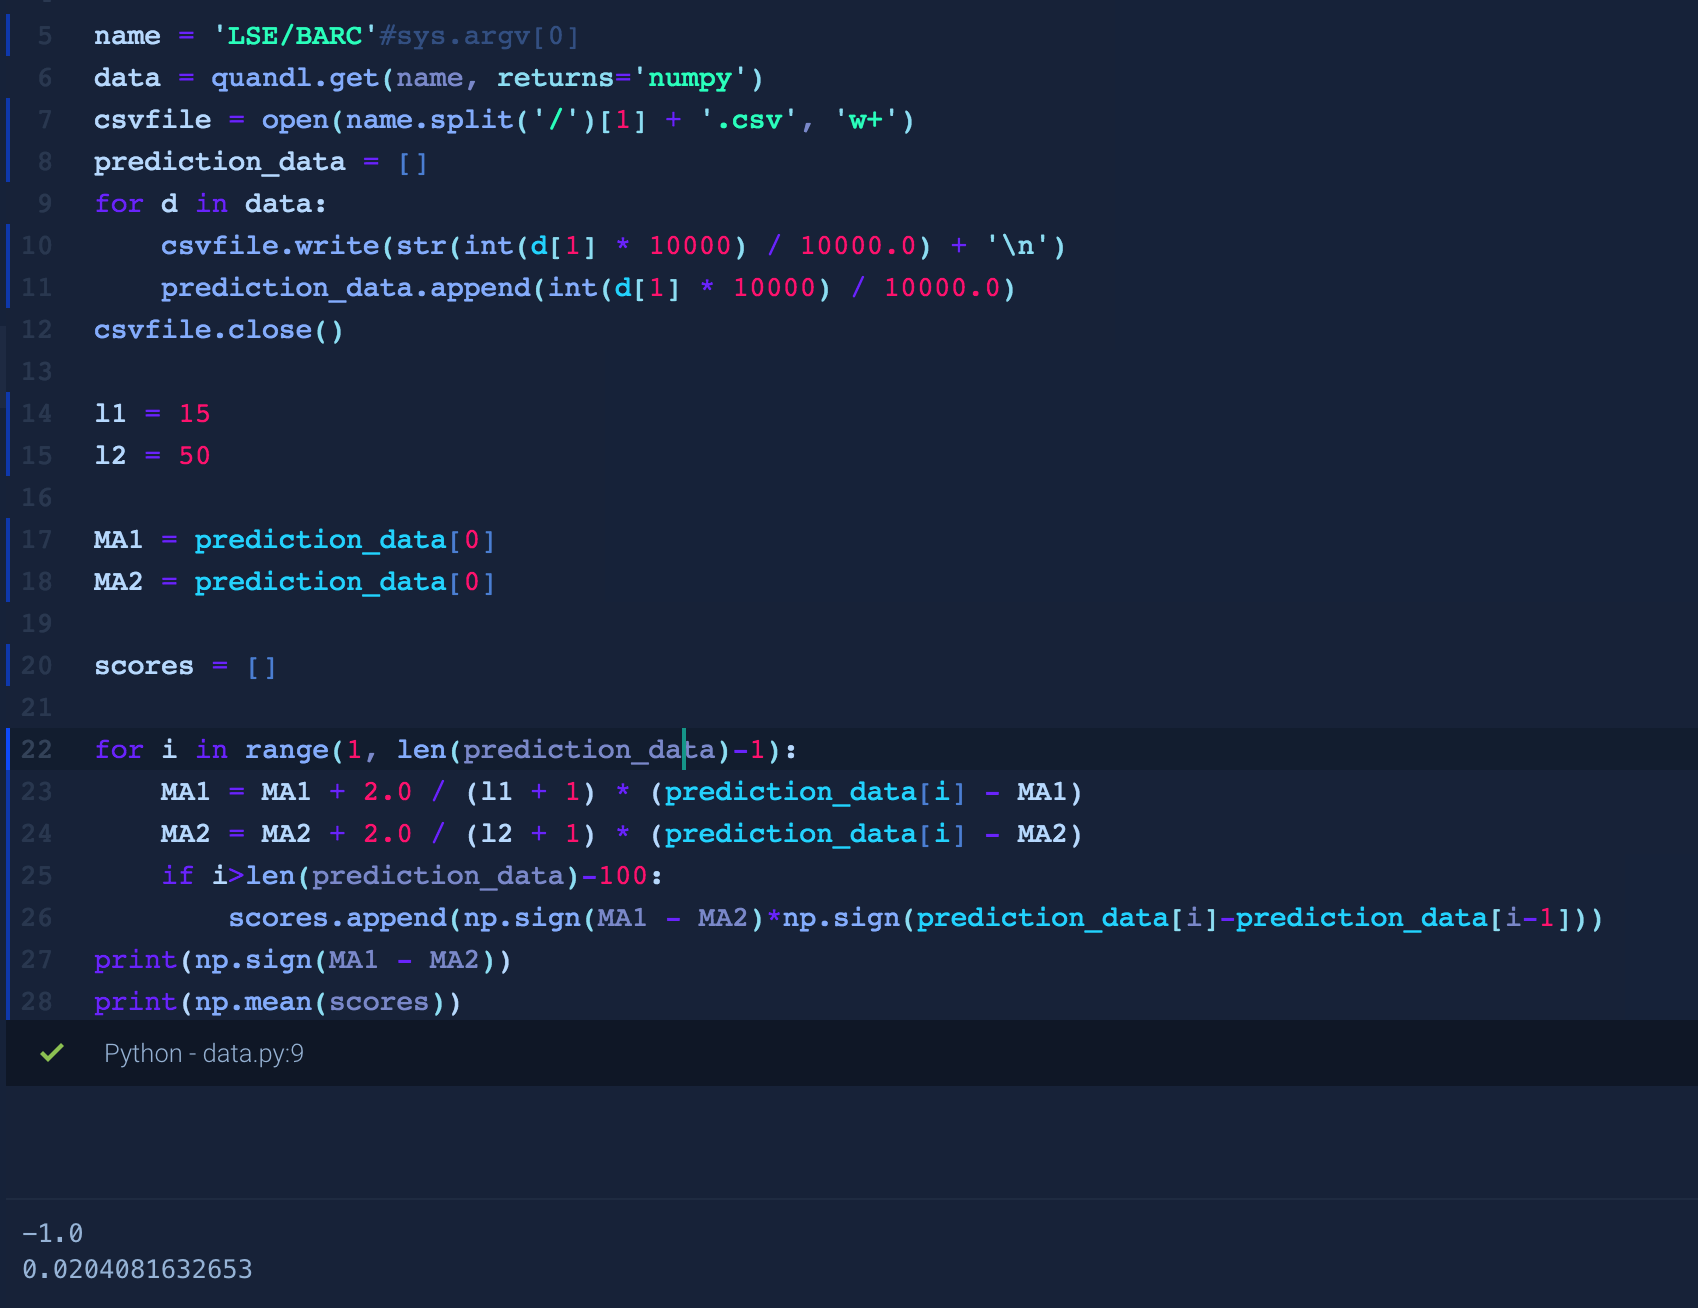 5 name = 'LSE/BARC'#sys.argv[0]
6 data = quandl.get(name, returns='numpy')
7 csvfile = open(name.split('/')[1] + '.csv', 'w+')
8 prediction_data = []
9 for d in data:
10     csvfile.write(str(int(d[1] * 10000) / 10000.0) + '\n')
11     prediction_data.append(int(d[1] * 10000) / 10000.0)
12 csvfile.close()
13
14 l1 = 15
15 l2 = 50
16
17 MA1 = prediction_data[0]
18 MA2 = prediction_data[0]
19
20 scores = []
21
22 for i in range(1, len(prediction_data)-1):
23     MA1 = MA1 + 2.0 / (l1 + 1) * (prediction_data[i] - MA1)
24     MA2 = MA2 + 2.0 / (l2 + 1) * (prediction_data[i] - MA2)
25     if i>len(prediction_data)-100:
26         scores.append(np.sign(MA1 - MA2)*np.sign(prediction_data[i]-prediction_data[i-1]))
27 print(np.sign(MA1 - MA2))
28 print(np.mean(scores))
Python - data.py:9
-1.0
0.0204081632653